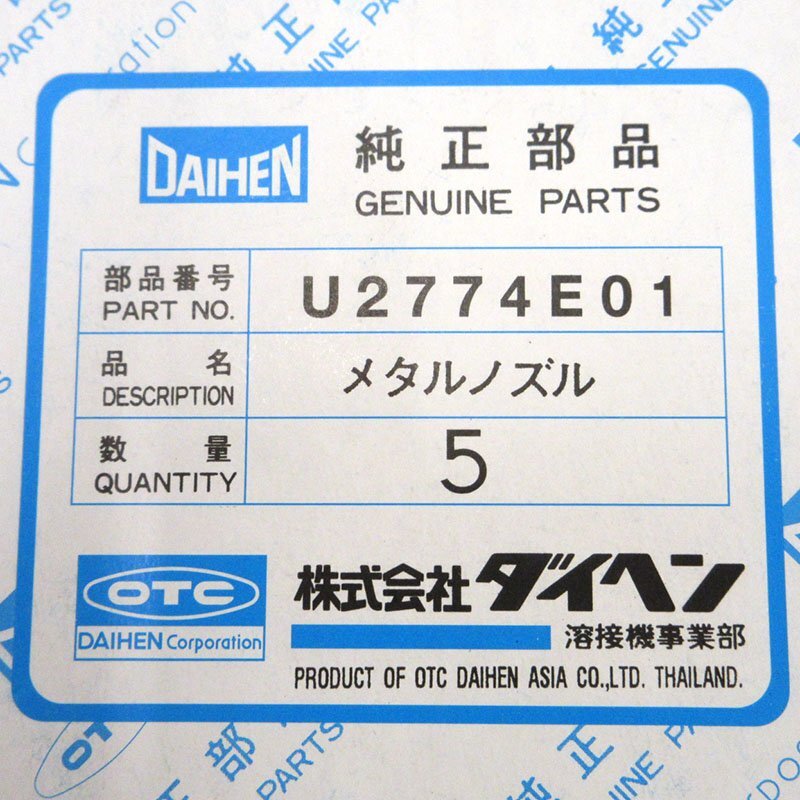 DAIHEN
純正部品
GENUINE PARTS
部品番号
PART NO.
U2774E01
品名
DESCRIPTION
メタルノズル
数量
QUANTITY
5
OTC
DAIHEN Corporation
株式会社ダイヘン
溶接機事業部
PRODUCT OF OTC DAIHEN ASIA CO.,LTD. THAILAND.